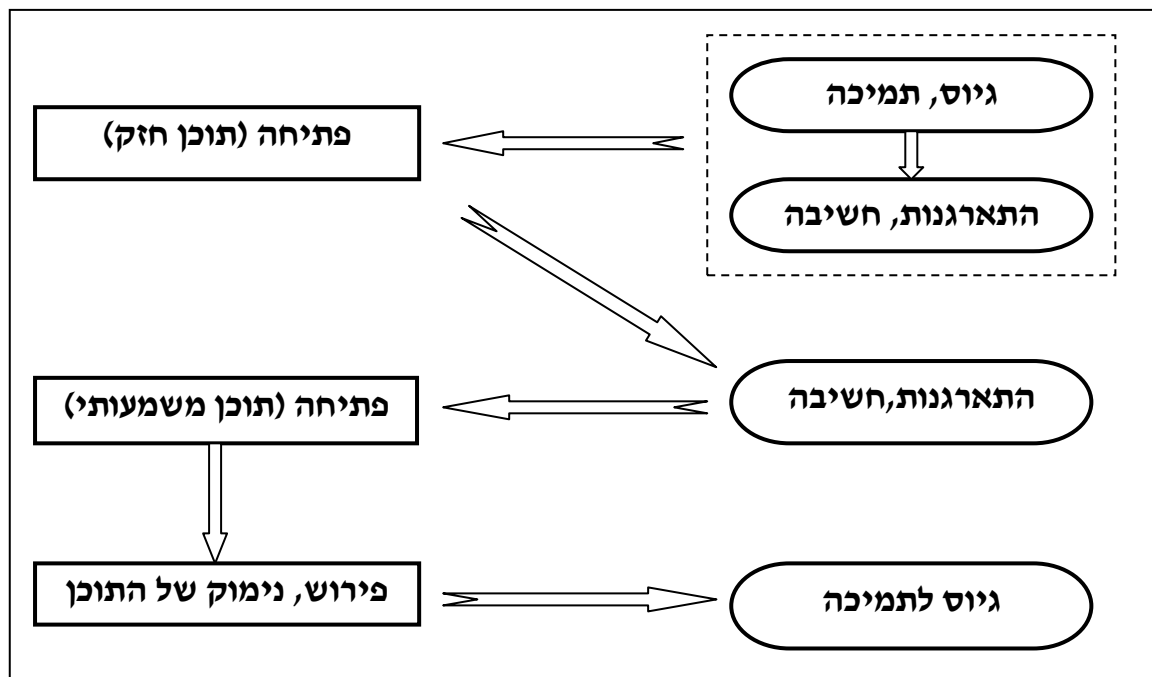 גיוס, תמיכה
פתיחה (תוכן חזק)
התארגנות, חשיבה
התארגנות,חשיבה
פתיחה (תוכן משמעותי)
גיוס לתמיכה
פירוש, נימוק של התוכן